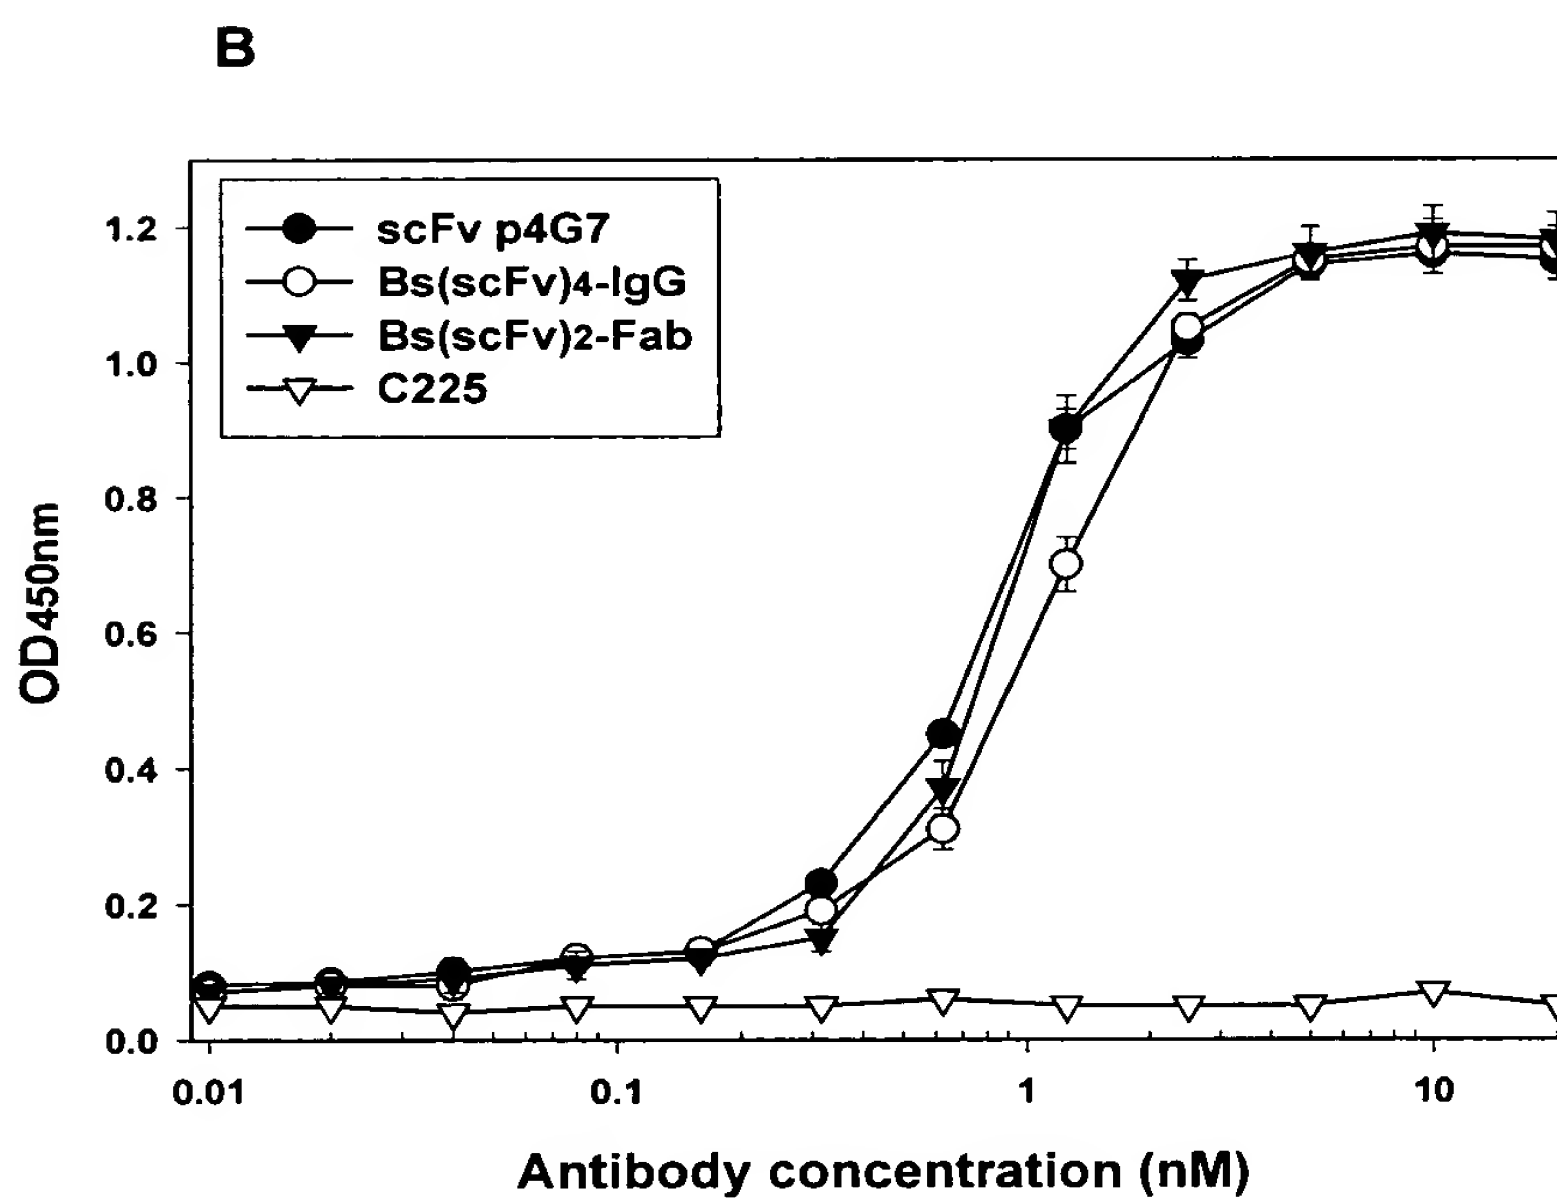 B
scFv p4G7
Bs(scFv)4-IgG
Bs(scFv)2-Fab
C225
1.2
1.0
0.8
0.6
0.4
0.2
0.0
OD450nm
0.01 0.1 1 10
Antibody concentration (nM)